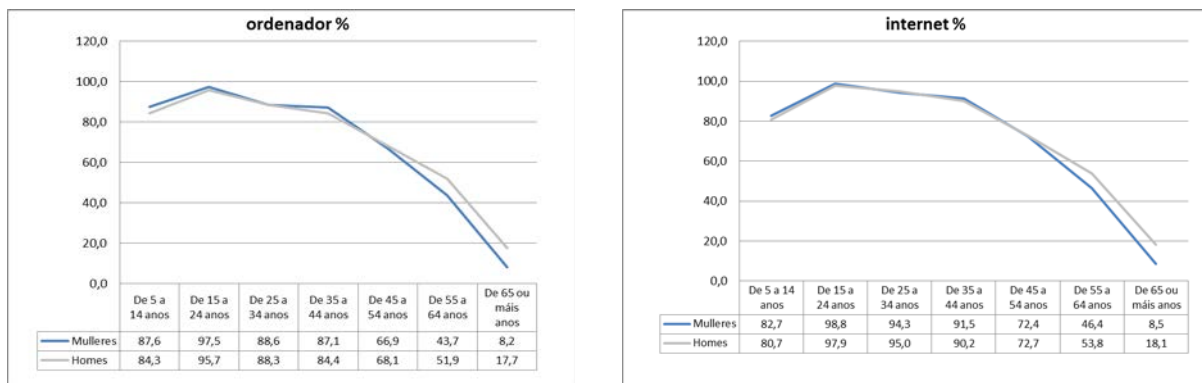 ordenador %
120,0
100,0
80,0
60,0
40,0
20,0
0,0
De 5 a 14 anos De 15 a 24 anos De 25 a 34 anos De 35 a 44 anos De 45 a 54 anos De 55 a 64 anos De 65 ou máis anos
Mulleres 87,6 97,5 88,6 87,1 66,9 43,7 8,2
Homes 84,3 95,7 88,3 84,4 68,1 51,9 17,7
internet %
120,0
100,0
80,0
60,0
40,0
20,0
0,0
De 5 a 14 anos De 15 a 24 anos De 25 a 34 anos De 35 a 44 anos De 45 a 54 anos De 55 a 64 anos De 65 ou máis anos
Mulleres 82,7 98,8 94,3 91,5 72,4 46,4 8,5
Homes 80,7 97,9 95,0 90,2 72,7 53,8 18,1